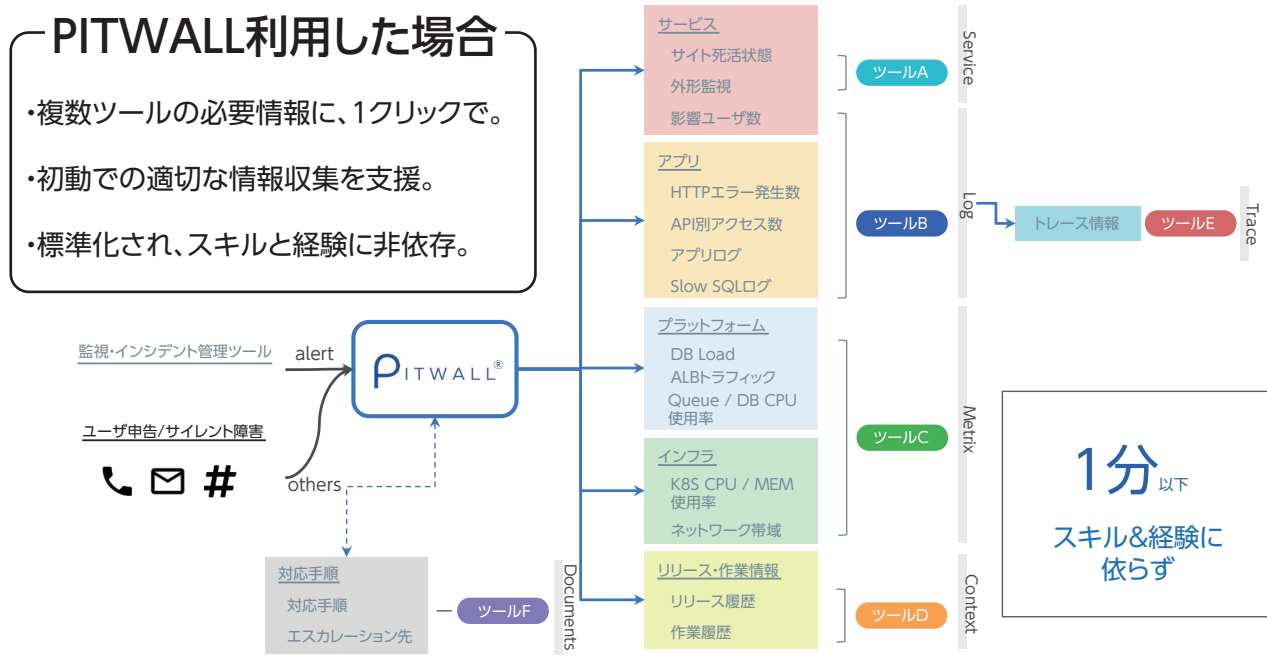 PITWALL利用した場合
・複数ツールの必要情報に、1クリックで。
・初動での適切な情報収集を支援。
・標準化され、スキルと経験に非依存。
監視・インシデント管理ツール
alert
ユーザ申告/サイレント障害
#
others
PITWALL®
対応手順
対応手順
エスカレーション先
ツールF
Documents
サービス
サイト死活状態
外形監視
影響ユーザ数
ツールA
Service
アプリ
HTTPエラー発生数
API別アクセス数
アプリログ
Slow SQLログ
ツールB
Log
トレース情報
ツールE
Trace
プラットフォーム
DB Load
ALBトラフィック
Queue / DB CPU
使用率
インフラ
K8S CPU / MEM
使用率
ネットワーク帯域
ツールC
Metrix
リリース・作業情報
リリース履歴
作業履歴
ツールD
Context
1分以下
スキル&経験に
依らず